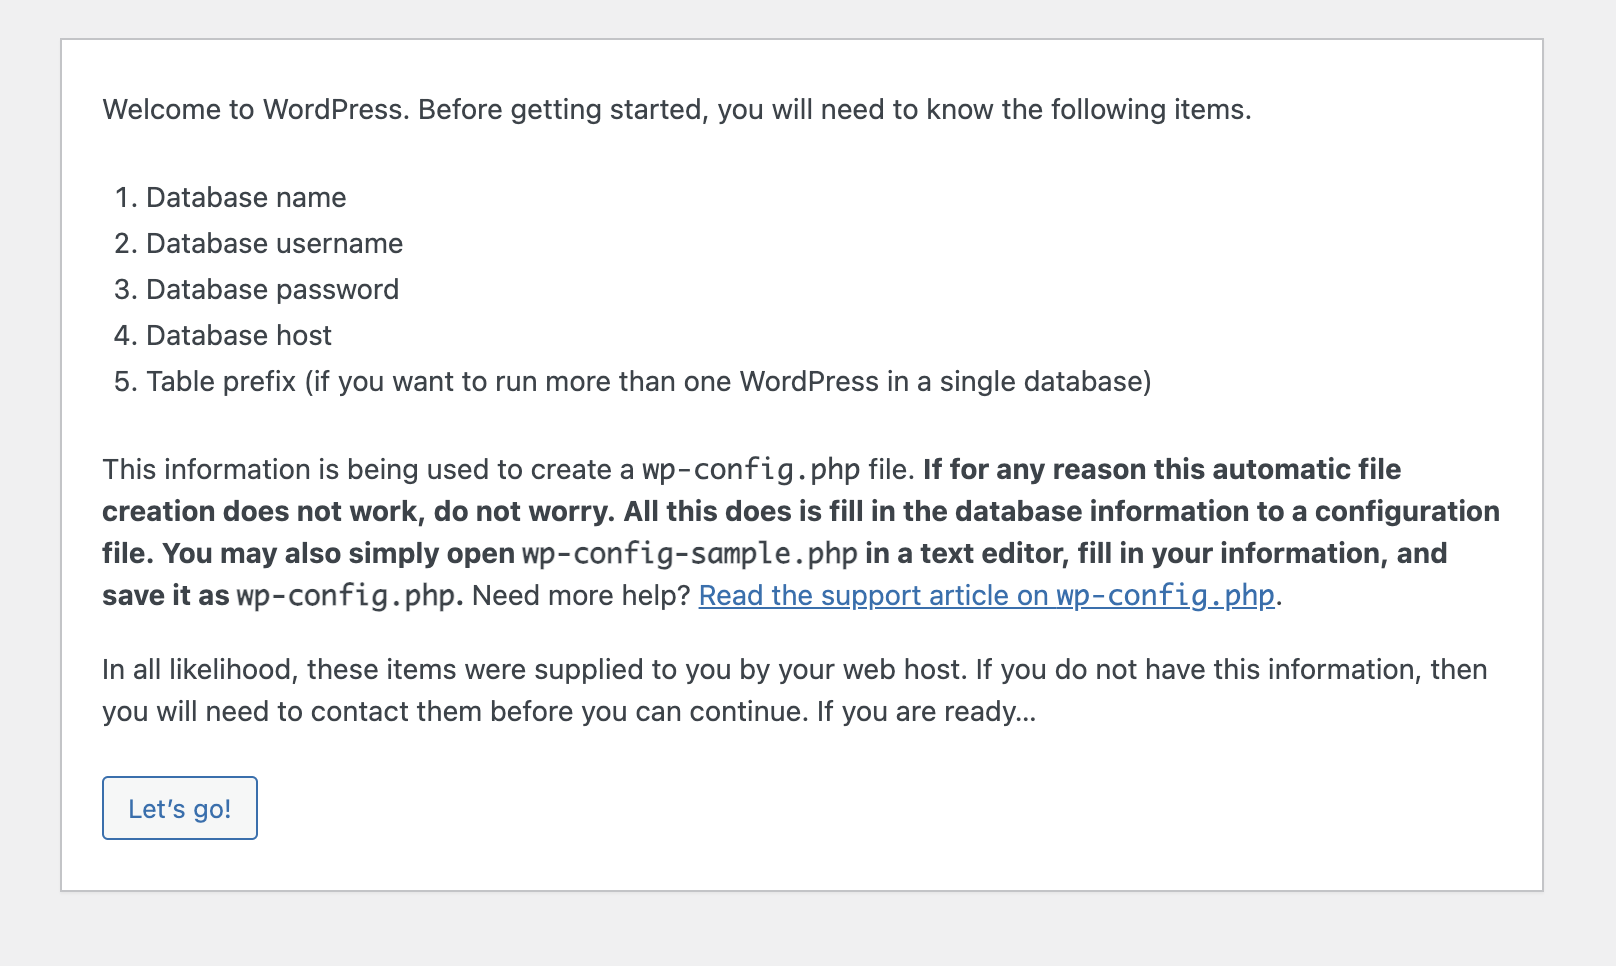 Welcome to WordPress. Before getting started, you will need to know the following items.
1. Database name
2. Database username
3. Database password
4. Database host
5. Table prefix (if you want to run more than one WordPress in a single database)
This information is being used to create a wp-config.php file. If for any reason this automatic file
creation does not work, do not worry. All this does is fill in the database information to a configuration
file. You may also simply open wp-config-sample.php in a text editor, fill in your information, and
save it as wp-config.php. Need more help? Read the support article on wp-config.php.
In all likelihood, these items were supplied to you by your web host. If you do not have this information, then
you will need to contact them before you can continue. If you are ready…
Let’s go!